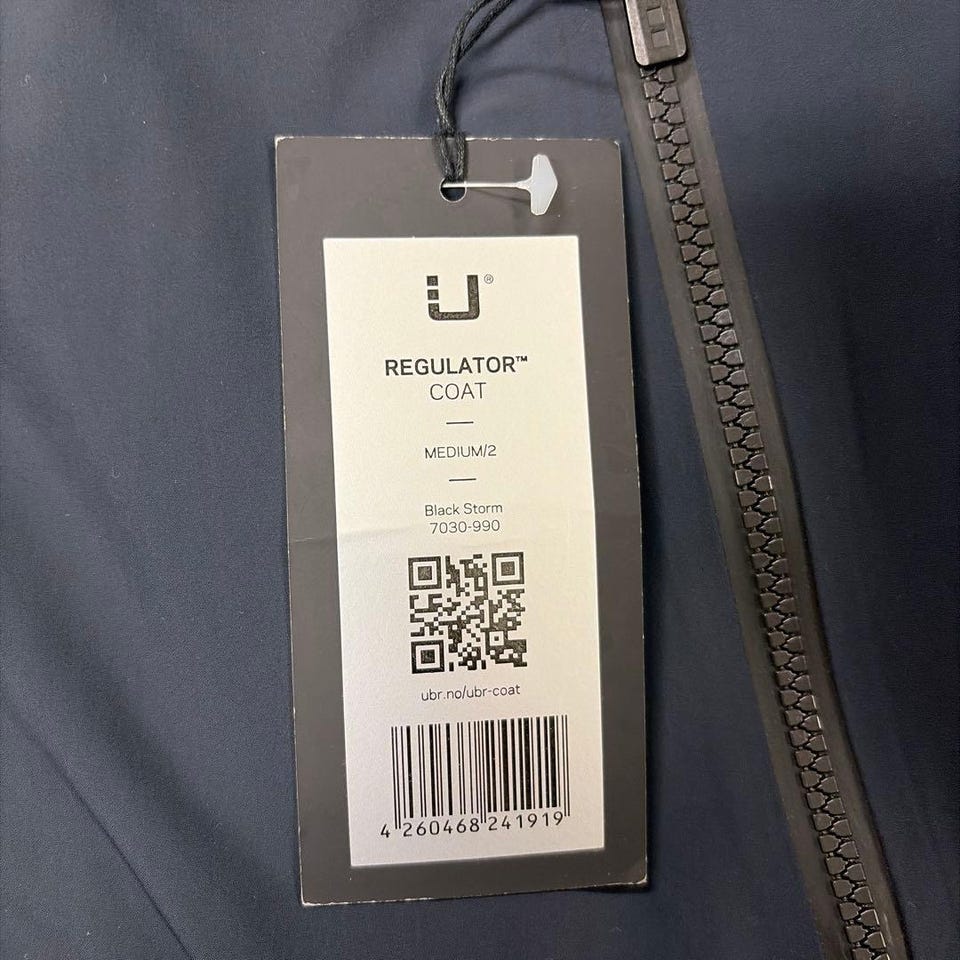 U®
REGULATOR™
COAT
MEDIUM/2
Black Storm
7030-990
ubr.no/ubr-coat
4 260468 241919